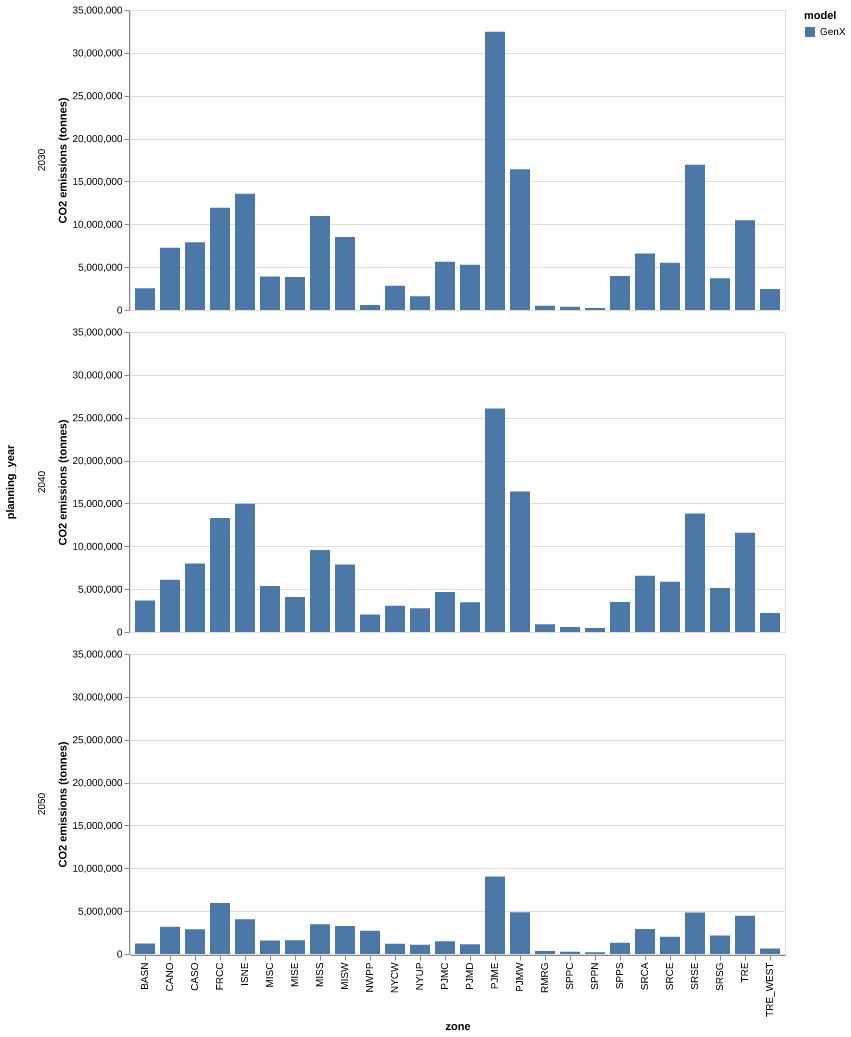 model
GenX
planning_year
2030
CO2 emissions (tonnes)
35,000,000
30,000,000
25,000,000
20,000,000
15,000,000
10,000,000
5,000,000
0
2040
CO2 emissions (tonnes)
35,000,000
30,000,000
25,000,000
20,000,000
15,000,000
10,000,000
5,000,000
0
2050
CO2 emissions (tonnes)
35,000,000
30,000,000
25,000,000
20,000,000
15,000,000
10,000,000
5,000,000
0
BASN
CANO
CASO
FRCC
ISNE
MISC
MISE
MISS
MISW
NWPP
NYCW
NYUP
PJMC
PJMD
PJME
PJMW
RMRG
SPPC
SPPN
SPPS
SRCA
SRCE
SRSE
SRSG
TRE
TRE_WEST
zone